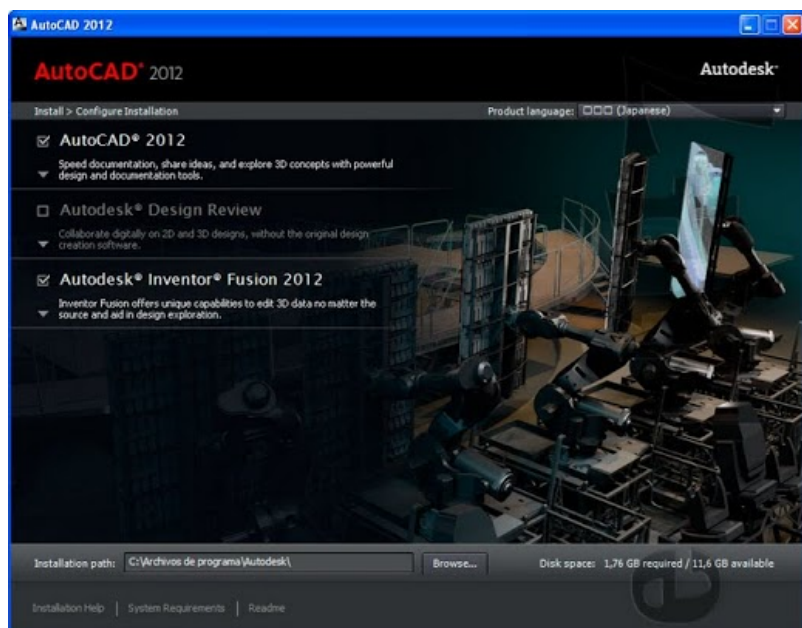 AutoCAD 2012
AutoCAD® 2012
Autodesk™
Install > Configure Installation
Product language: □□□ (Japanese)
AutoCAD® 2012
Speed documentation, share ideas, and explore 3D concepts with powerful
design and documentation tools.
Autodesk® Design Review
Collaborate digitally on 2D and 3D designs, without the original design
creation software.
Autodesk® Inventor® Fusion 2012
Inventor Fusion offers unique capabilities to edit 3D data no matter the
source and aid in design exploration.
Installation path: C:\Archivos de programa\Autodesk\ Browse... Disk space: 1,76 GB required / 11,6 GB available
Installation Help | System Requirements | Readme